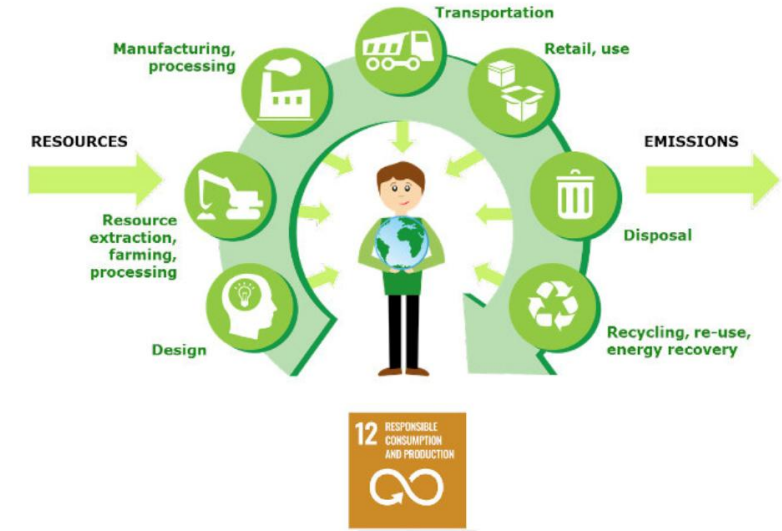 Transportation
Manufacturing,
processing
Retail, use
RESOURCES
EMISSIONS
Resource
extraction,
farming,
processing
Disposal
Design
Recycling, re-use,
energy recovery
12 RESPONSIBLE
CONSUMPTION
AND PRODUCTION